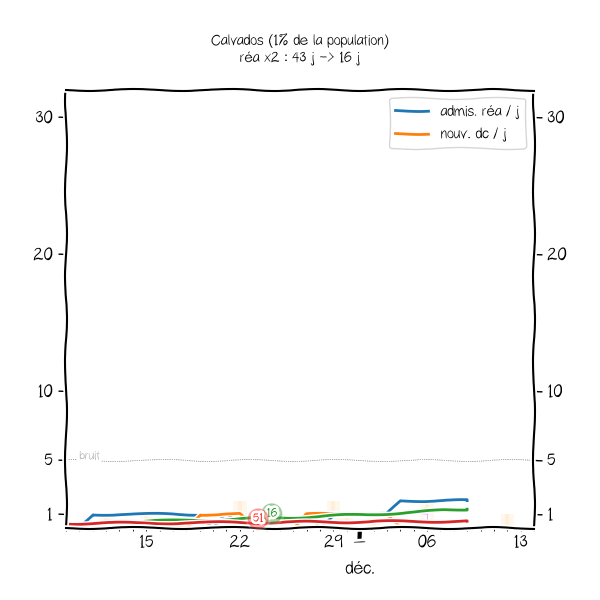 Calvados (1% de la population)
réa x2 : 43 j -> 16 j
admis. réa / j
nouv. dc / j
30
30
20
20
10
10
5
bruit
5
1
51
16
1
15
22
29
06
13
déc.